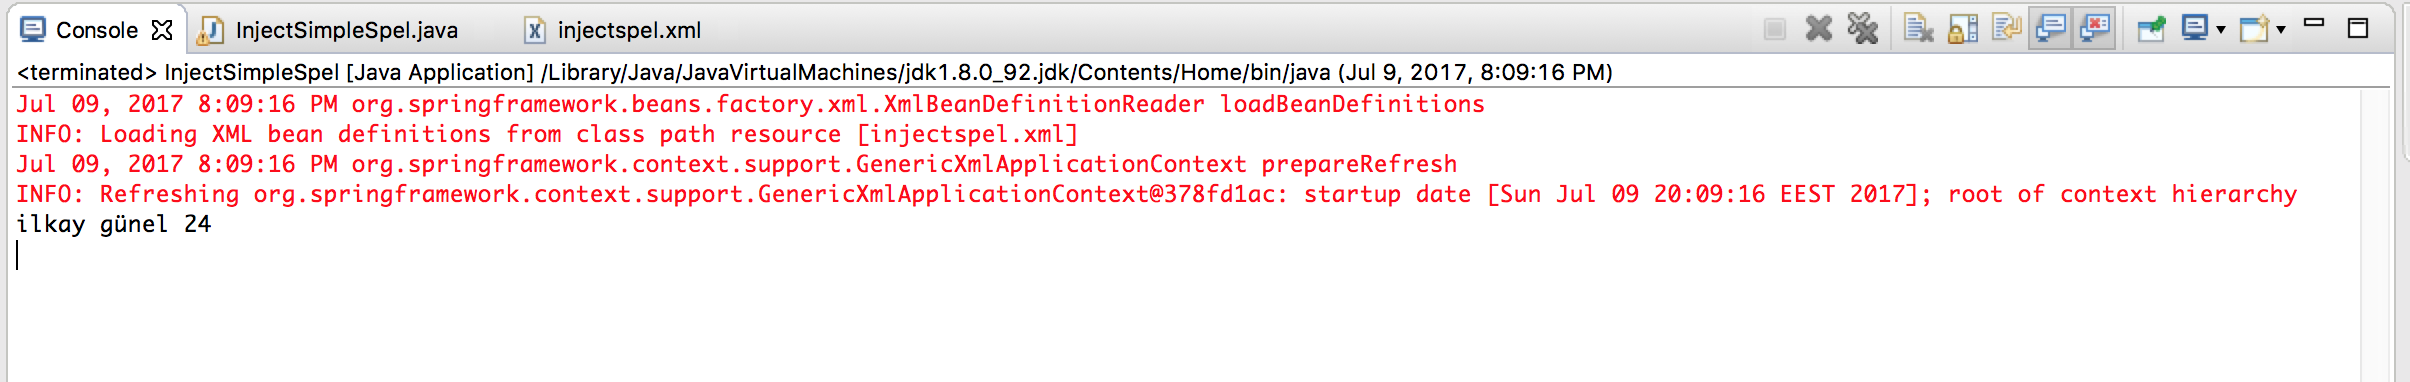 Console InjectSimpleSpel.java injectspel.xml
<terminated> InjectSimpleSpel [Java Application] /Library/Java/JavaVirtualMachines/jdk1.8.0_92.jdk/Contents/Home/bin/java (Jul 9, 2017, 8:09:16 PM)
Jul 09, 2017 8:09:16 PM org.springframework.beans.factory.xml.XmlBeanDefinitionReader loadBeanDefinitions
INFO: Loading XML bean definitions from class path resource [injectspel.xml]
Jul 09, 2017 8:09:16 PM org.springframework.context.support.GenericXmlApplicationContext prepareRefresh
INFO: Refreshing org.springframework.context.support.GenericXmlApplicationContext@378fd1ac: startup date [Sun Jul 09 20:09:16 EEST 2017]; root of context hierarchy
ilkay günel 24